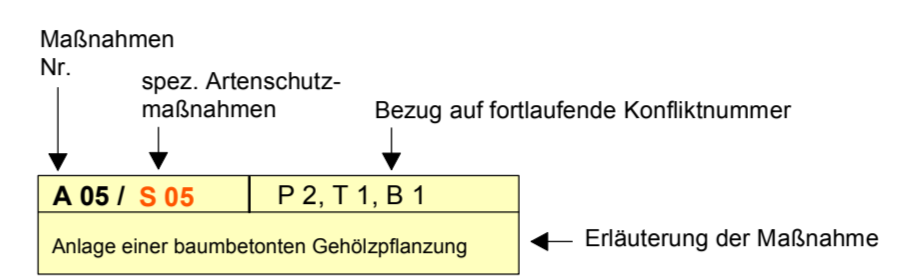 Maßnahmen
Nr.
spez. Artenschutz-
maßnahmen
Bezug auf fortlaufende Konfliktnummer
A 05 / S 05
P 2, T 1, B 1
Anlage einer baumbetonten Gehölzpflanzung
Erläuterung der Maßnahme